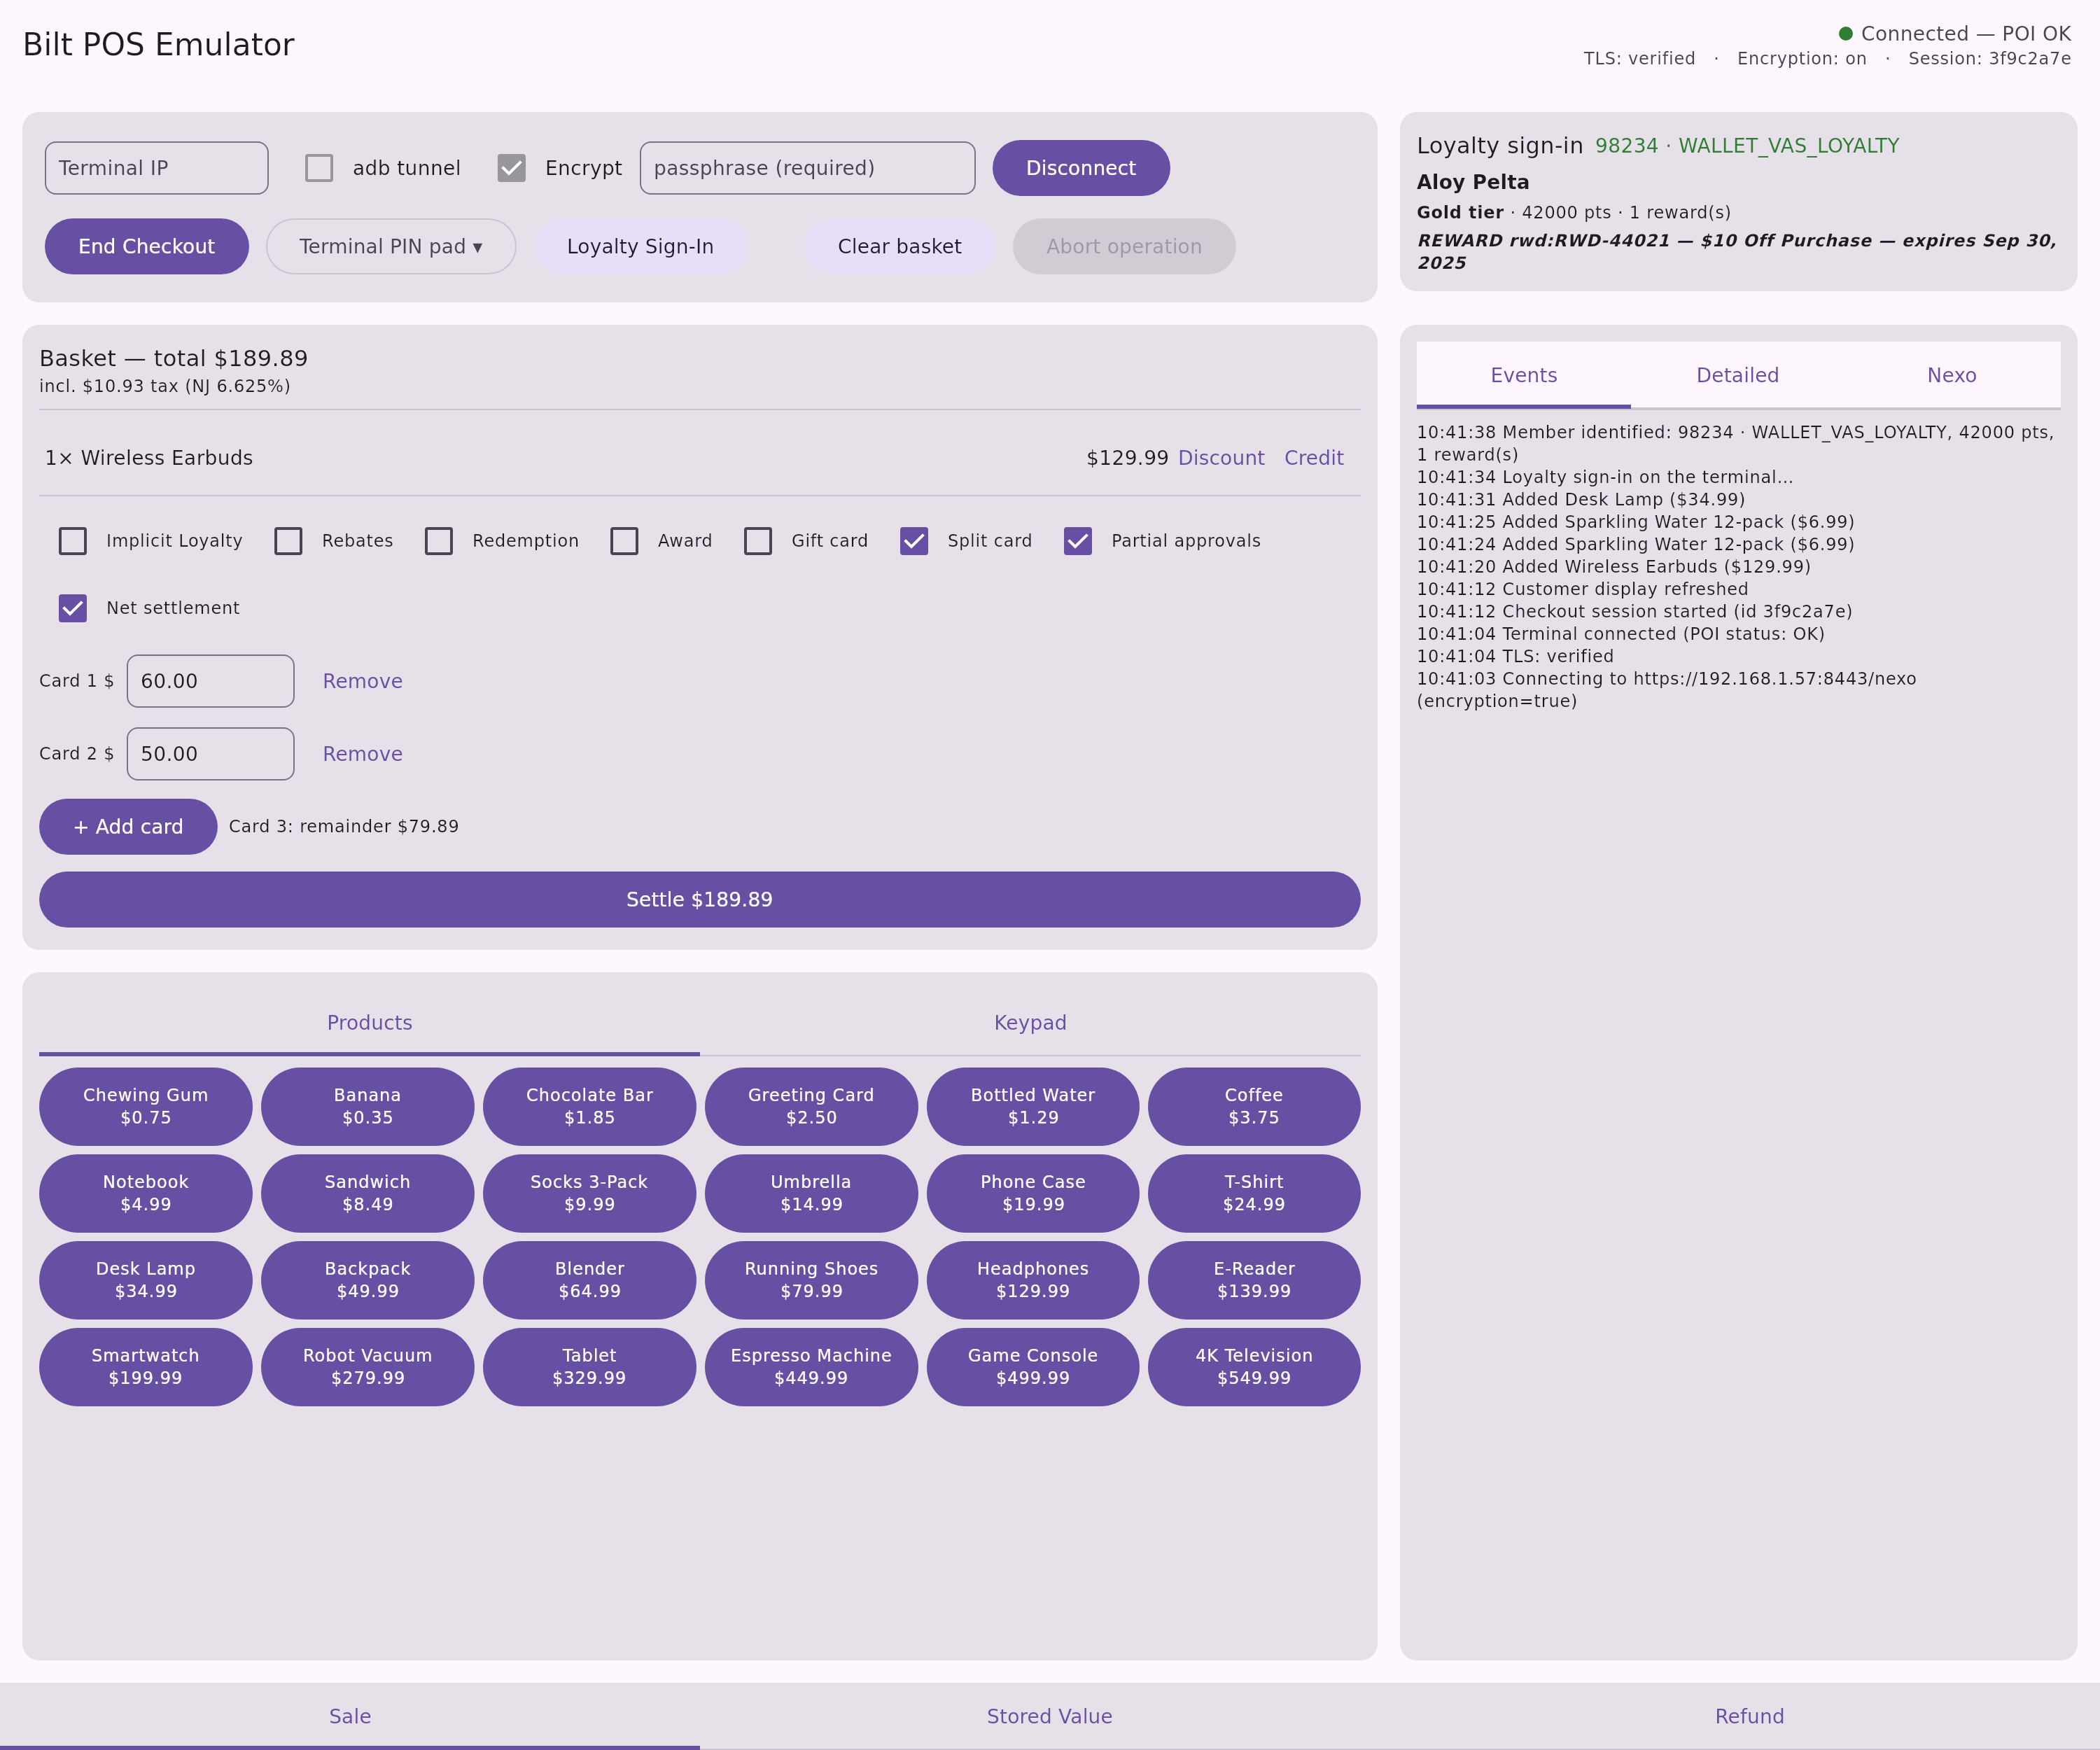 Bilt POS Emulator
Connected — POI OK
TLS: verified · Encryption: on · Session: 3f9c2a7e
Terminal IP
adb tunnel
Encrypt
passphrase (required)
Disconnect
End Checkout
Terminal PIN pad ▾
Loyalty Sign-In
Clear basket
Abort operation
Loyalty sign-in 98234 · WALLET_VAS_LOYALTY
Aloy Pelta
Gold tier · 42000 pts · 1 reward(s)
REWARD rwd:RWD-44021 — $10 Off Purchase — expires Sep 30,
2025
Basket — total $189.89
incl. $10.93 tax (NJ 6.625%)
1× Wireless Earbuds
$129.99 Discount Credit
Implicit Loyalty
Rebates
Redemption
Award
Gift card
Split card
Partial approvals
Net settlement
Card 1 $ 60.00 Remove
Card 2 $ 50.00 Remove
+ Add card
Card 3: remainder $79.89
Settle $189.89
Products
Keypad
Chewing Gum
$0.75
Banana
$0.35
Chocolate Bar
$1.85
Greeting Card
$2.50
Bottled Water
$1.29
Coffee
$3.75
Notebook
$4.99
Sandwich
$8.49
Socks 3-Pack
$9.99
Umbrella
$14.99
Phone Case
$19.99
T-Shirt
$24.99
Desk Lamp
$34.99
Backpack
$49.99
Blender
$64.99
Running Shoes
$79.99
Headphones
$129.99
E-Reader
$139.99
Smartwatch
$199.99
Robot Vacuum
$279.99
Tablet
$329.99
Espresso Machine
$449.99
Game Console
$499.99
4K Television
$549.99
Events
Detailed
Nexo
10:41:38 Member identified: 98234 · WALLET_VAS_LOYALTY, 42000 pts,
1 reward(s)
10:41:34 Loyalty sign-in on the terminal...
10:41:31 Added Desk Lamp ($34.99)
10:41:25 Added Sparkling Water 12-pack ($6.99)
10:41:24 Added Sparkling Water 12-pack ($6.99)
10:41:20 Added Wireless Earbuds ($129.99)
10:41:12 Customer display refreshed
10:41:12 Checkout session started (id 3f9c2a7e)
10:41:04 Terminal connected (POI status: OK)
10:41:04 TLS: verified
10:41:03 Connecting to https://192.168.1.57:8443/nexo
(encryption=true)
Sale
Stored Value
Refund